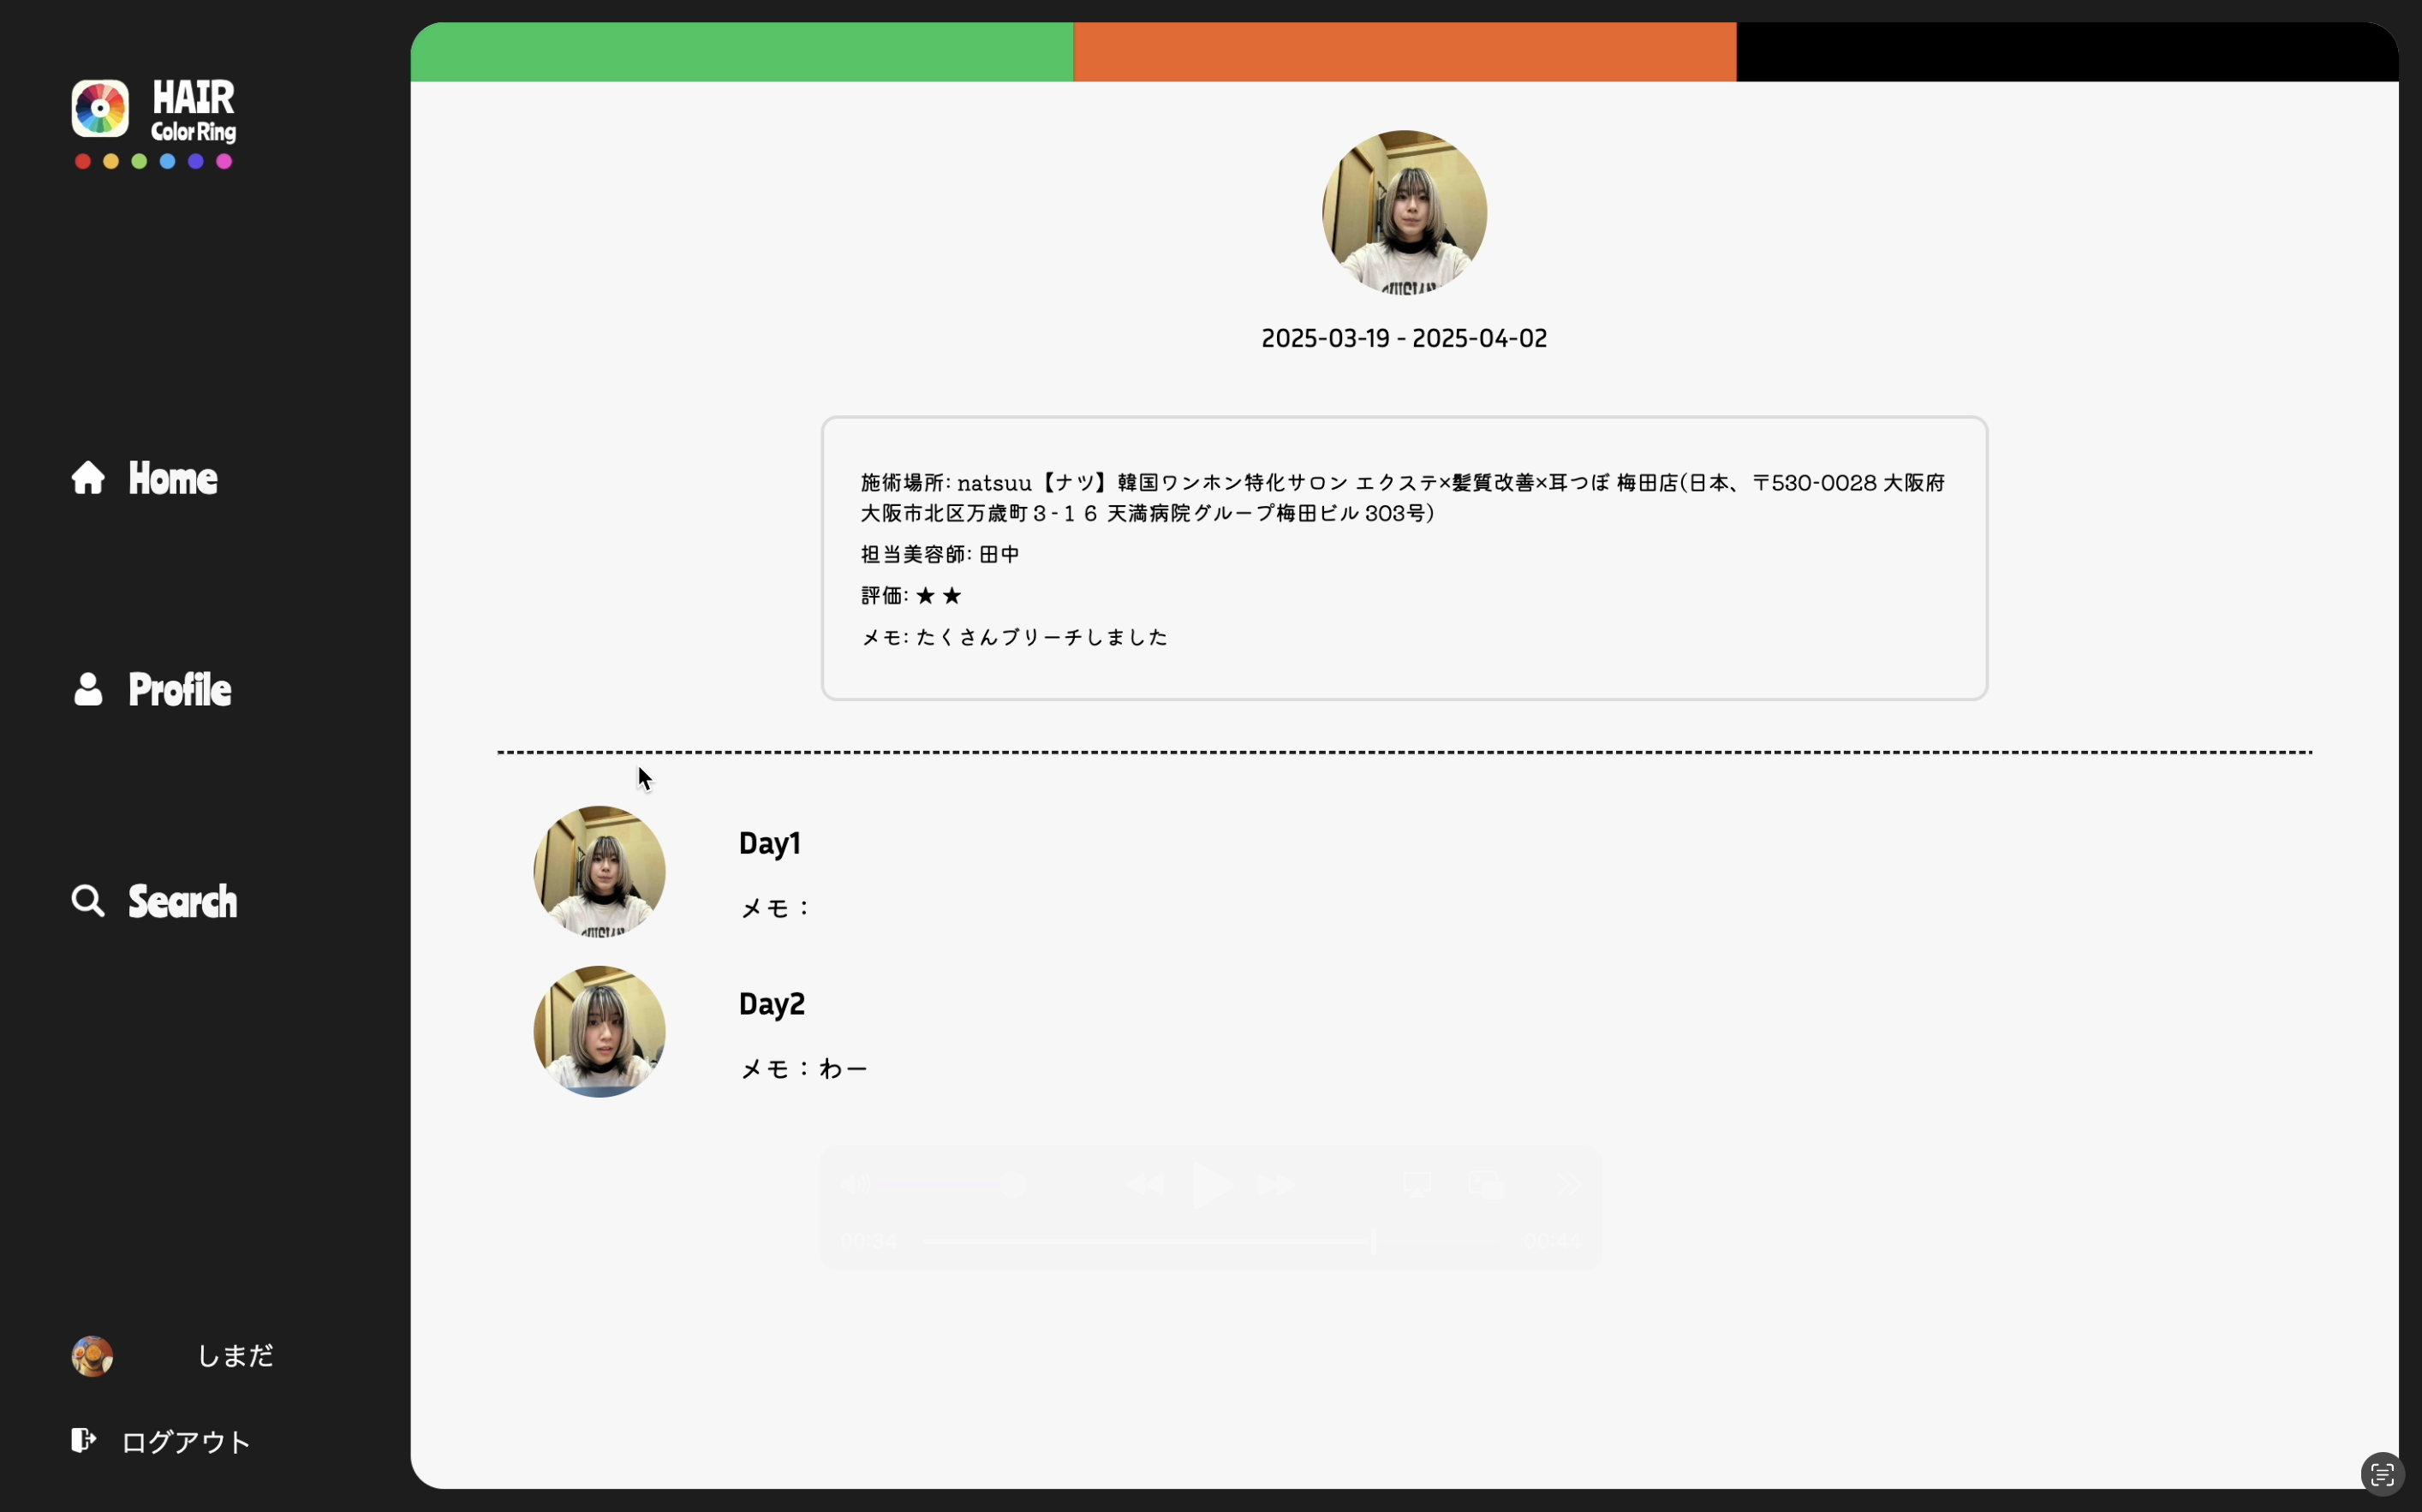 HAIR
Color Ring
Home
Profile
Search
しまだ
ログアウト
2025-03-19 - 2025-04-02
施術場所: natsuu【ナツ】韓国ワンホン特化サロン エクステ×髪質改善×耳つぼ 梅田店(日本、〒530-0028 大阪府
大阪市北区万歳町３-１６ 天満病院グループ梅田ビル 303号)
担当美容師: 田中
評価: ★ ★
メモ: たくさんブリーチしました
Day1
メモ：
Day2
メモ：わー